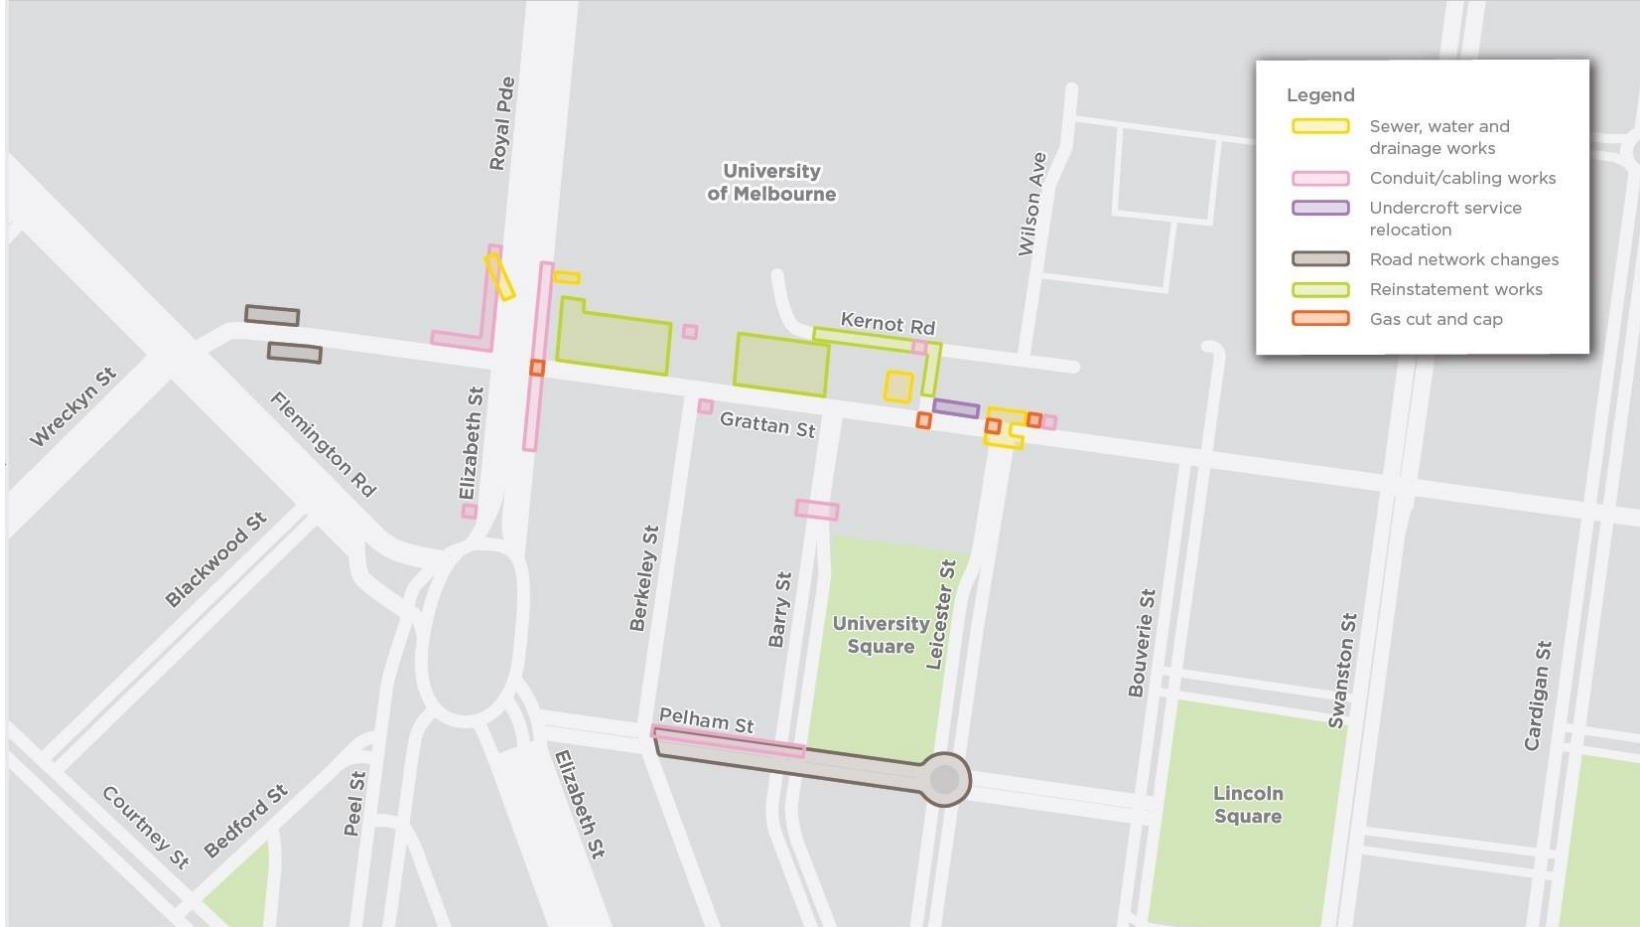 Royal Pde
University
of Melbourne
Wilson Ave
Legend
Sewer, water and
drainage works
Conduit/cabling works
Undercroft service
relocation
Road network changes
Reinstatement works
Gas cut and cap
Kernot Rd
Wreckyn St
Flemington Rd
Elizabeth St
Grattan St
Blackwood St
Berkeley St
Barry St
University
Square
Leicester St
Bouverie St
Swanston St
Cardigan St
Pelham St
Courtney St
Bedford St
Peel St
Elizabeth St
Lincoln
Square